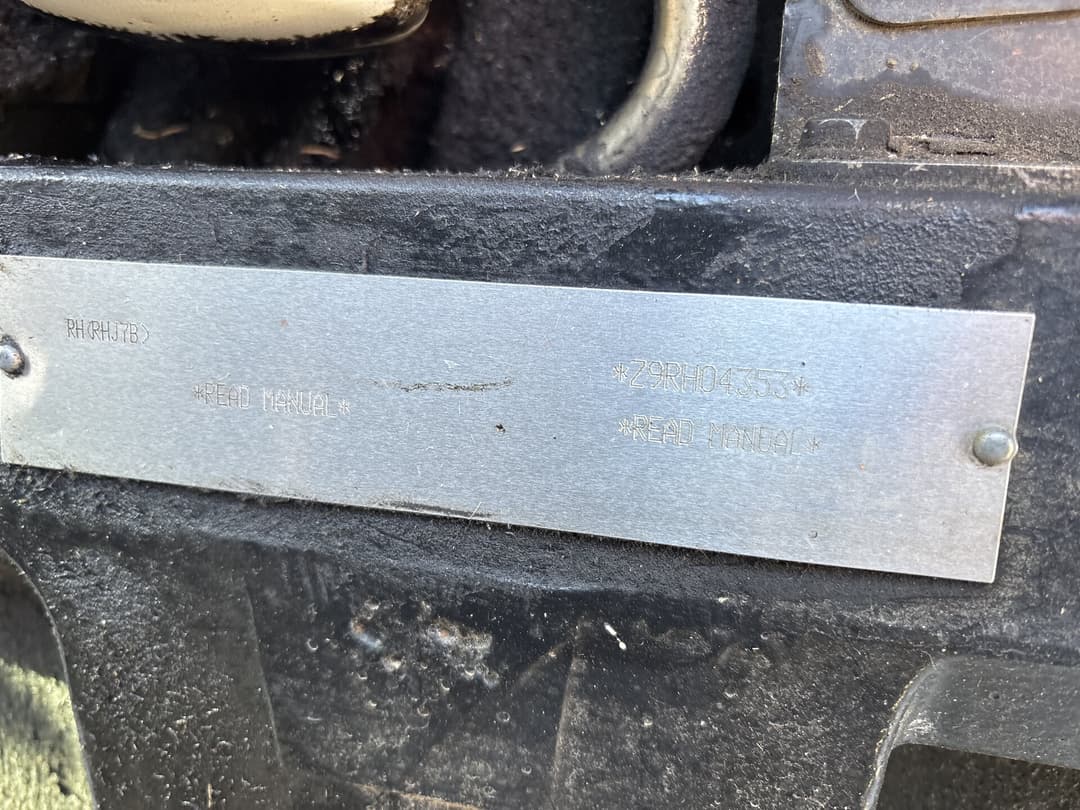 RH(RHJ7B)
*Z9RH04353*
*READ MANUAL*
*READ MANUAL*